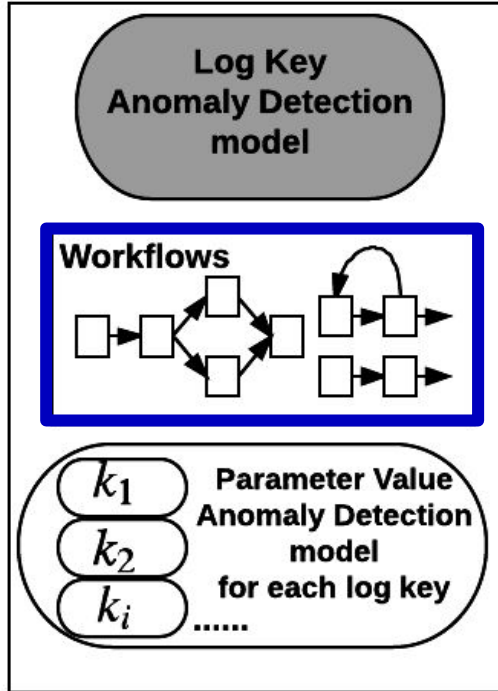 Log Key
Anomaly Detection
model
Workflows
k₁
k₂
kᵢ
Parameter Value
Anomaly Detection
model
for each log key
......